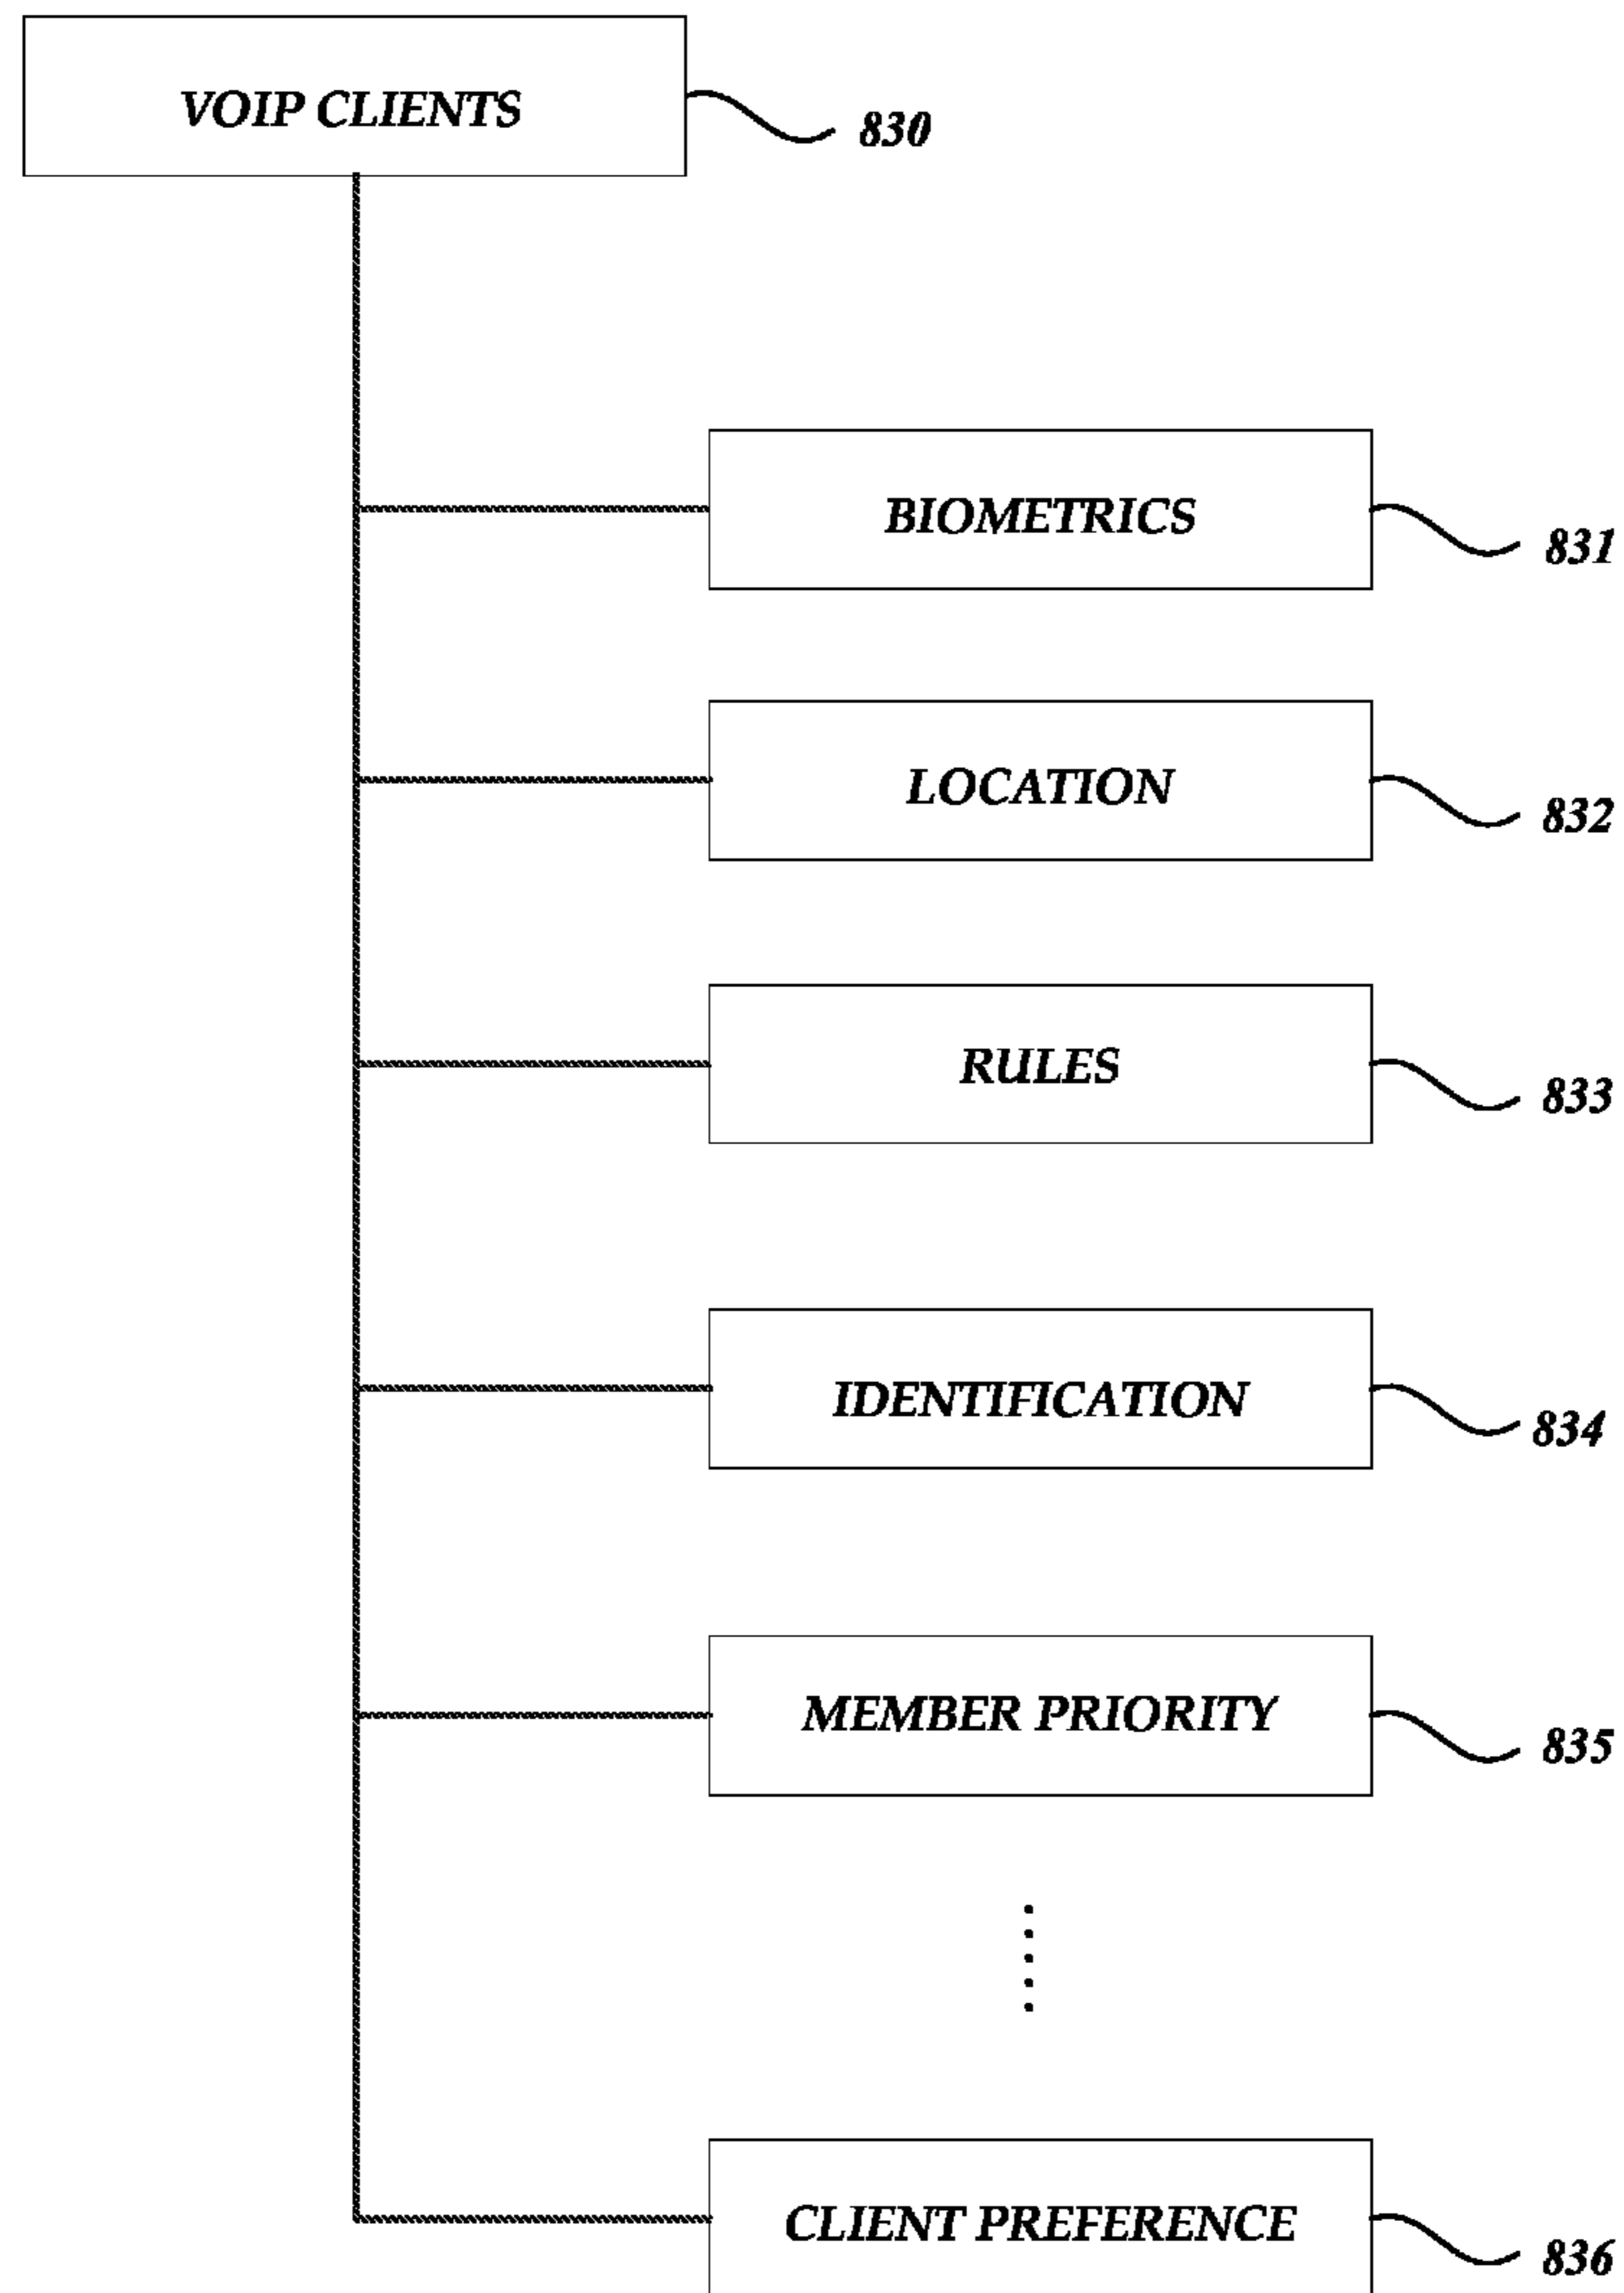 VOIP CLIENTS
830
BIOMETRICS
831
LOCATION
832
RULES
833
IDENTIFICATION
834
MEMBER PRIORITY
835
CLIENT PREFERENCE
836